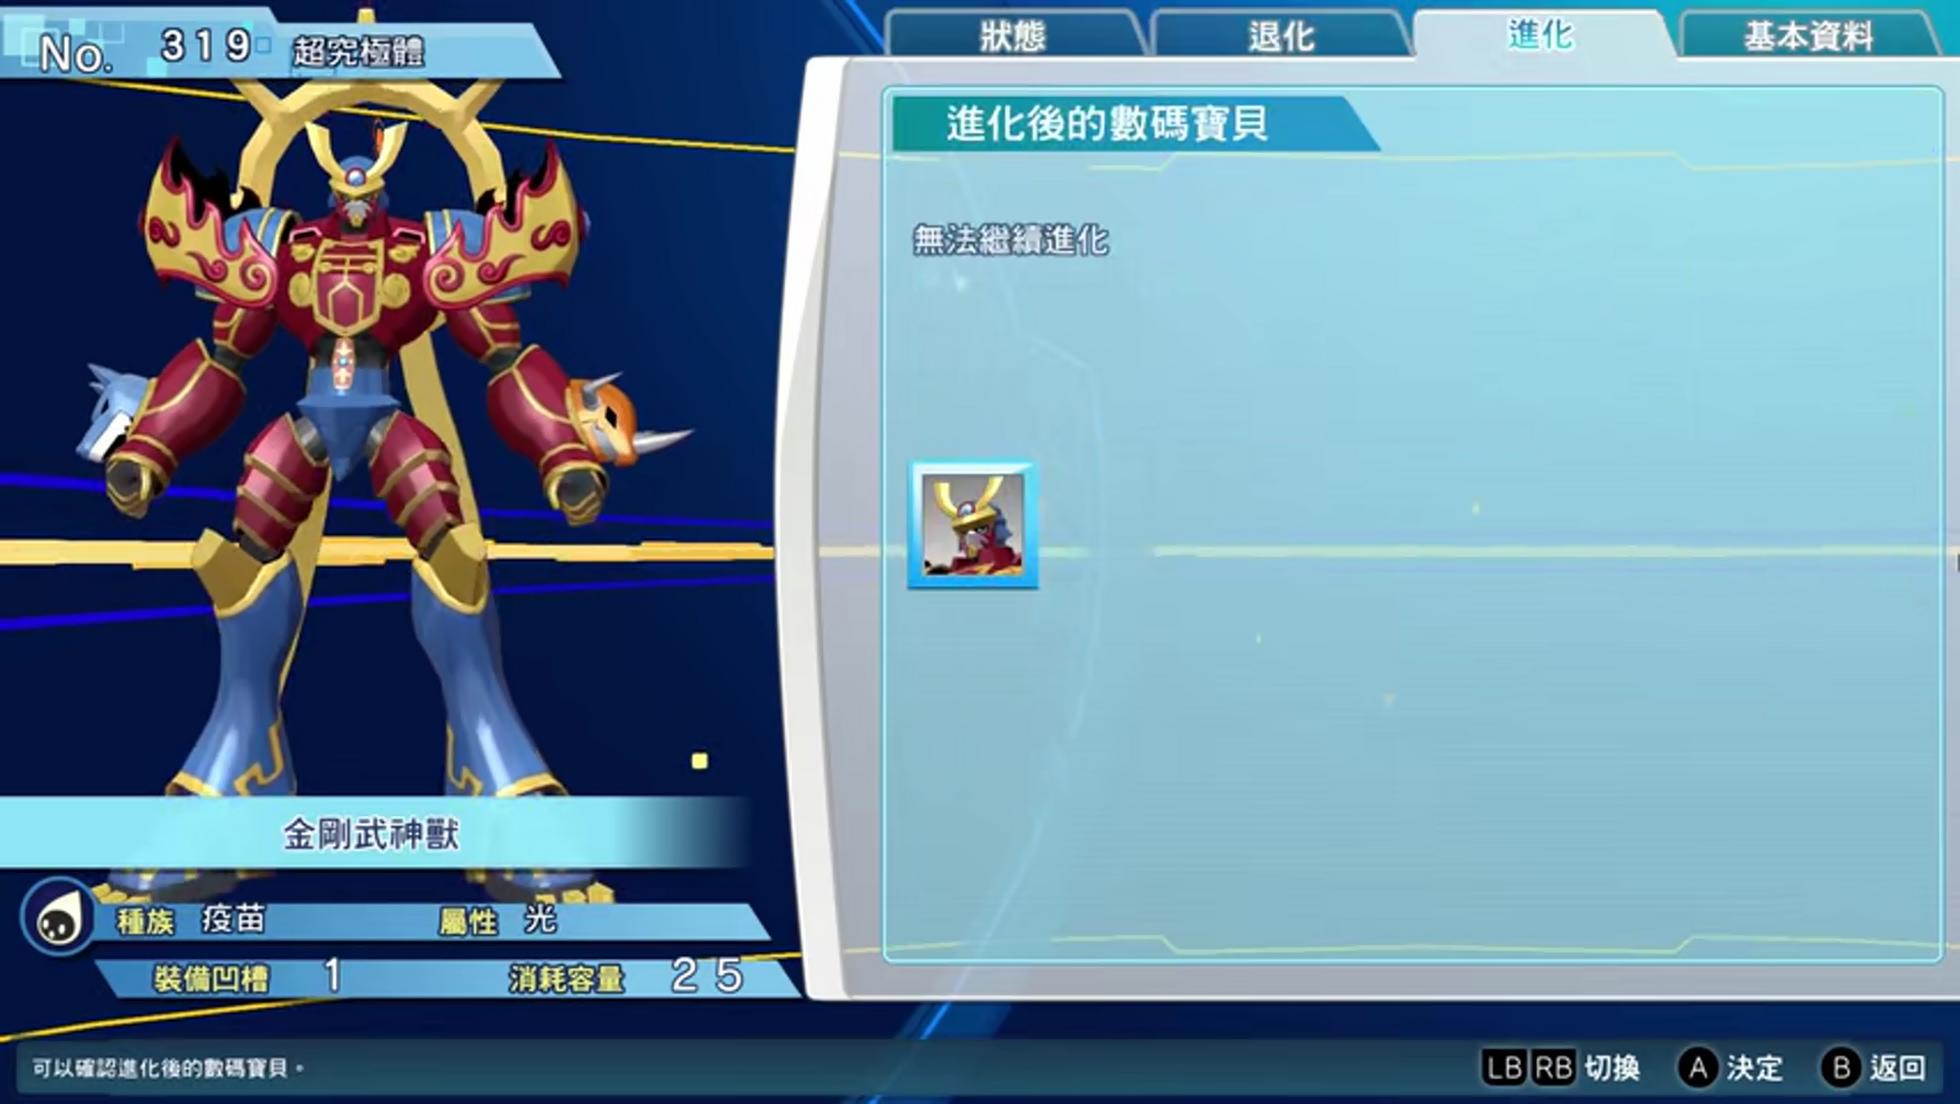 No. 319 超究極體
狀態 退化 進化 基本資料
進化後的數碼寶貝
無法繼續進化
金剛武神獸
種族 疫苗 屬性 光
裝備凹槽 1 消耗容量 25
可以確認進化後的數碼寶貝。
LB RB 切換 A 決定 B 返回